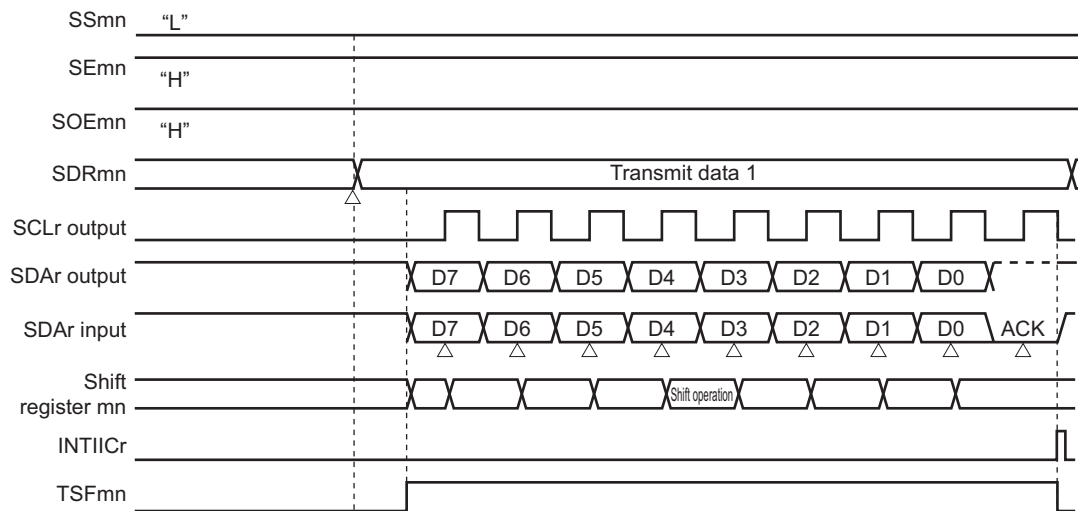 SSmn “L”
SEmn “H”
SOEmn “H”
SDRmn Transmit data 1
SCLr output
SDAr output D7 D6 D5 D4 D3 D2 D1 D0
SDAr input D7 D6 D5 D4 D3 D2 D1 D0 ACK
Shift
register mn Shift operation
INTIICr
TSFmn